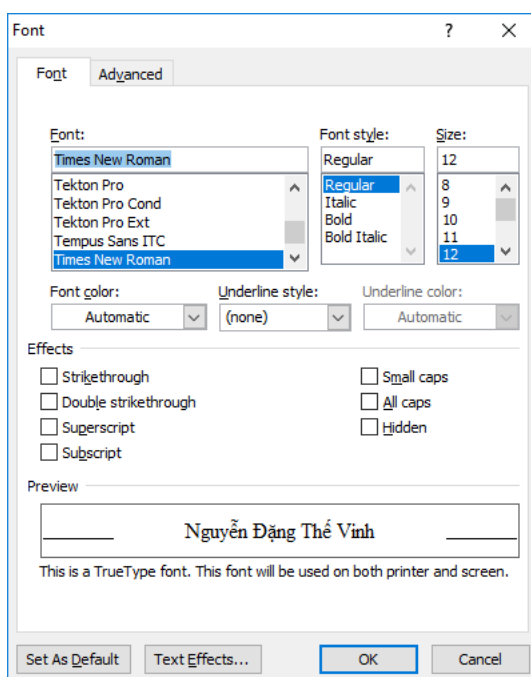 Font ?
Font Advanced
Font: Font style: Size:
Times New Roman Regular 12
Tekton Pro Regular 8
Tekton Pro Cond Italic 9
Tekton Pro Ext Bold 10
Tempus Sans ITC Bold Italic 11
Times New Roman 12
Font color: Underline style: Underline color:
Automatic (none) Automatic
Effects
Strikethrough Small caps
Double strikethrough All caps
Superscript Hidden
Subscript
Preview
Nguyễn Đặng Thế Vinh
This is a TrueType font. This font will be used on both printer and screen.
Set As Default Text Effects... OK Cancel